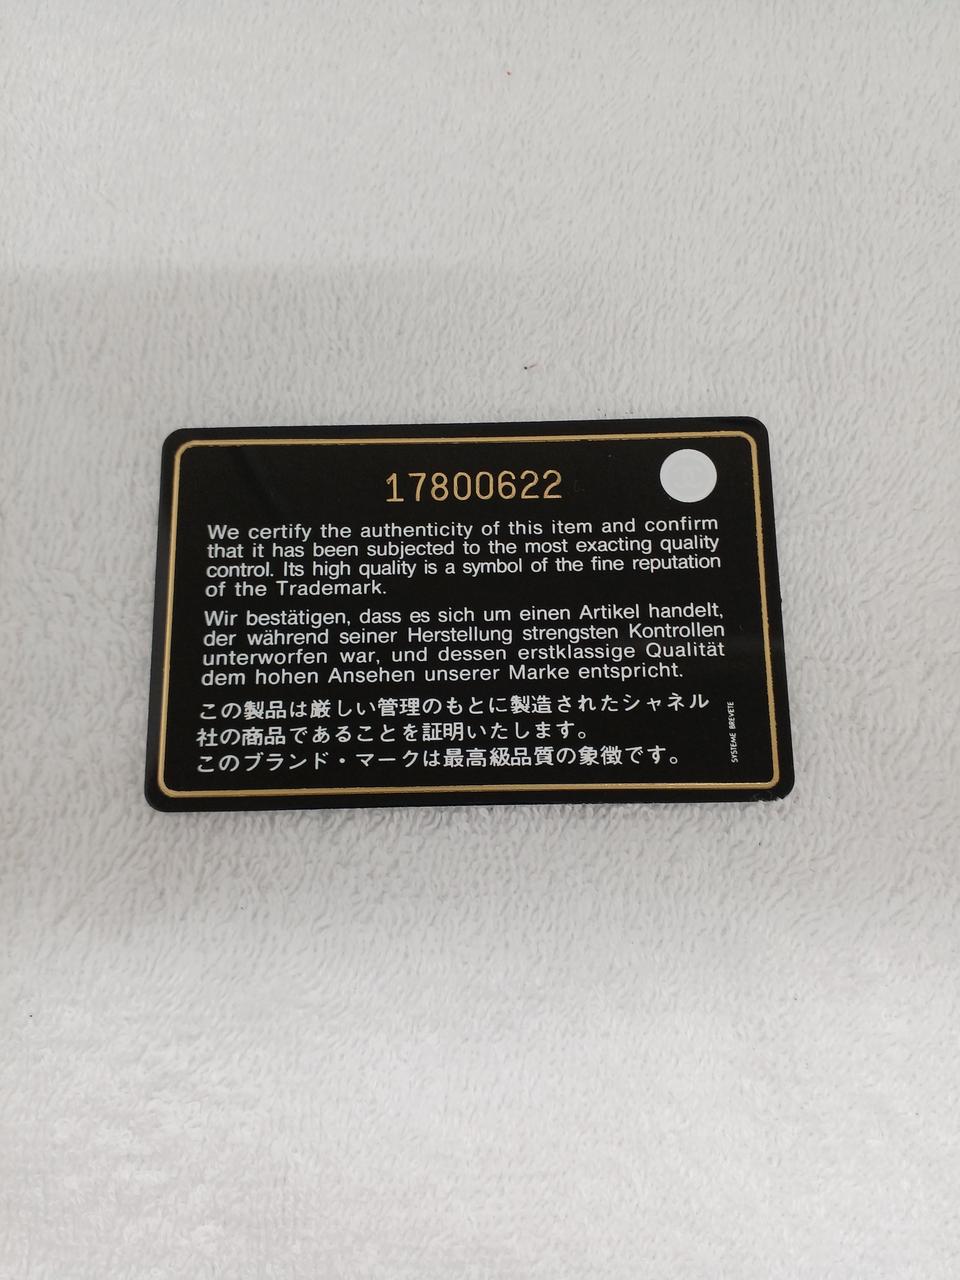 17800622
We certify the authenticity of this item and confirm
that it has been subjected to the most exacting quality
control. Its high quality is a symbol of the fine reputation
of the Trademark.
Wir bestätigen, dass es sich um einen Artikel handelt,
der während seiner Herstellung strengsten Kontrollen
unterworfen war, und dessen erstklassige Qualität
dem hohen Ansehen unserer Marke entspricht.
この製品は厳しい管理のもとに製造されたシャネル
社の商品であることを証明いたします。
このブランド・マークは最高級品質の象徴です。
SYSTEME BREVETE